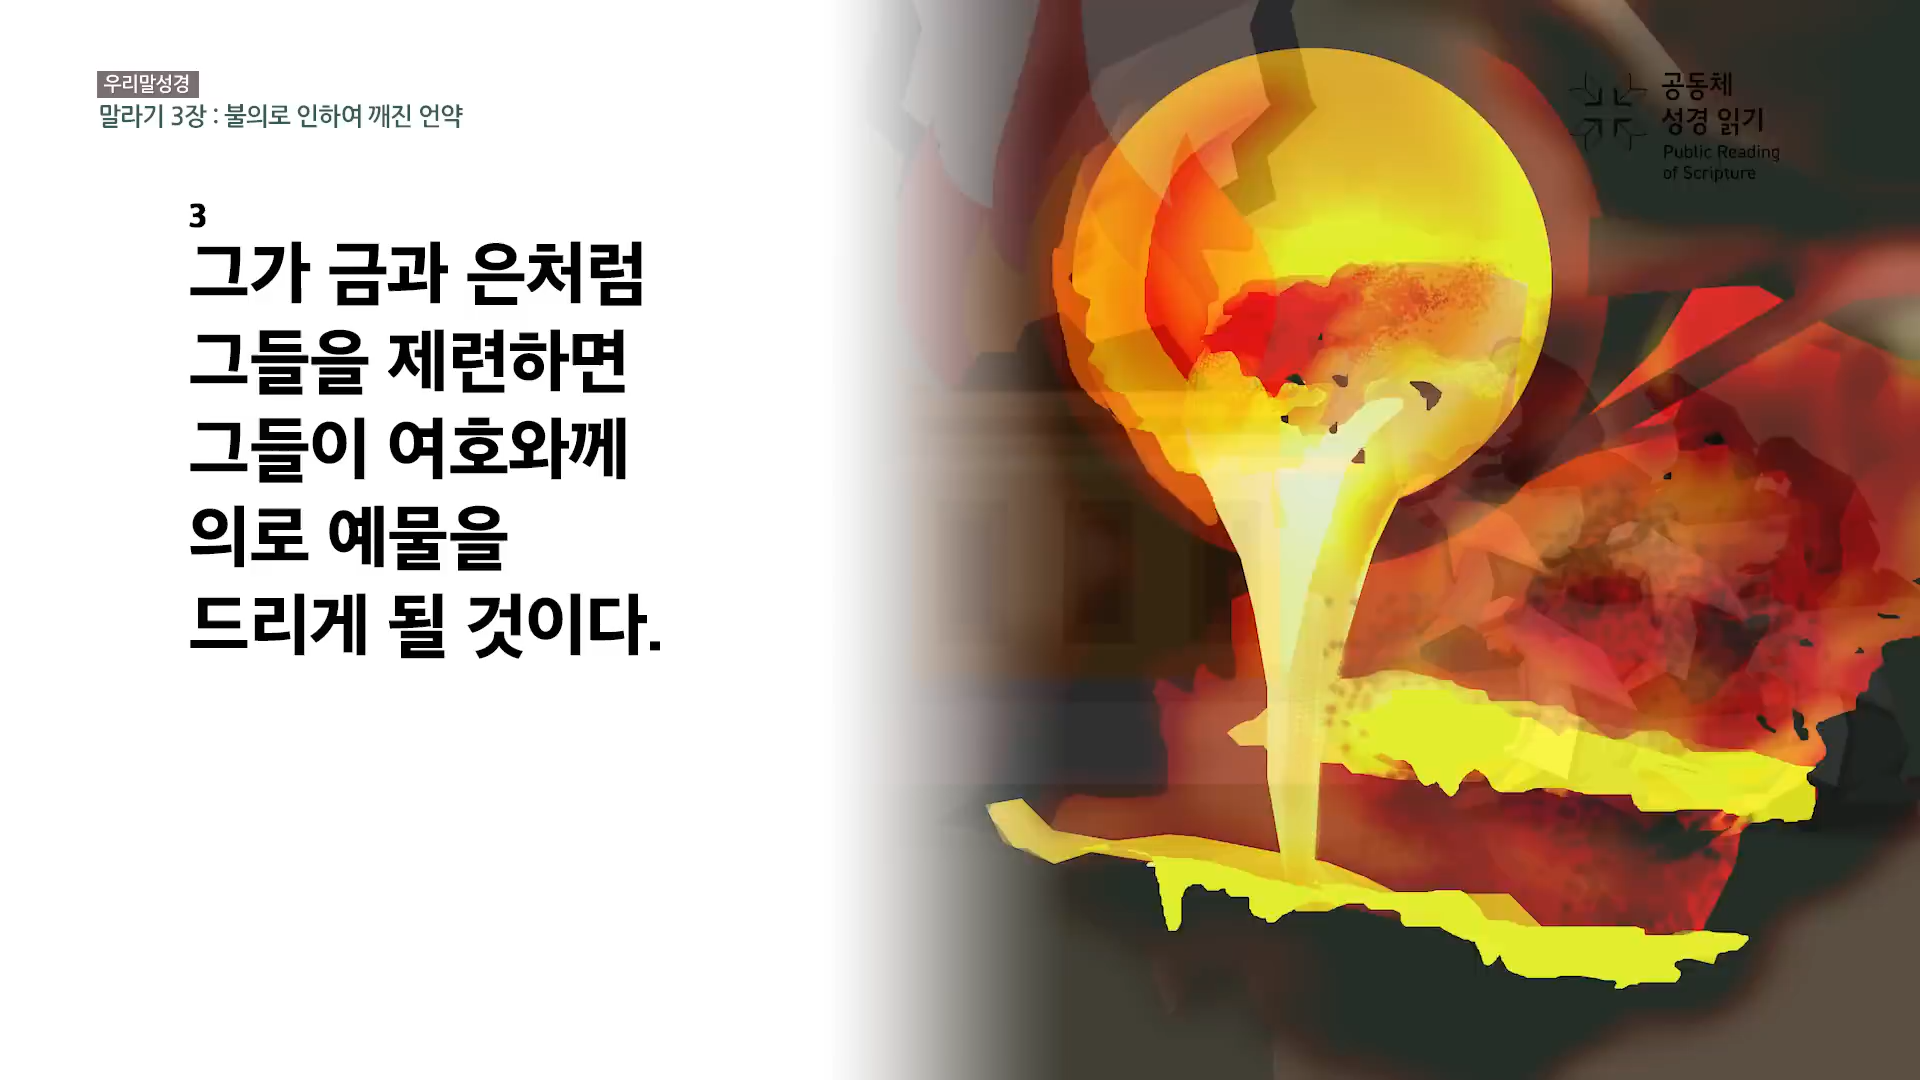 우리말성경
말라기 3장 : 불의로 인하여 깨진 언약
3
그가 금과 은처럼
그들을 제련하면
그들이 여호와께
의로 예물을
드리게 될 것이다.
공동체
성경 읽기
Public Reading
of Scripture